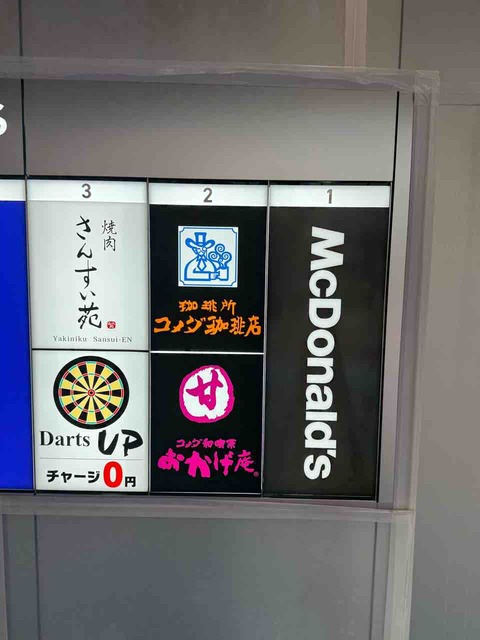 3
焼肉
さんすい苑
Yakiniku Sansui-EN
Darts UP
チャージ0円
2
珈琲所
コメダ珈琲店
甘
コメダ和喫茶
おかげ庵®
1
McDonald's